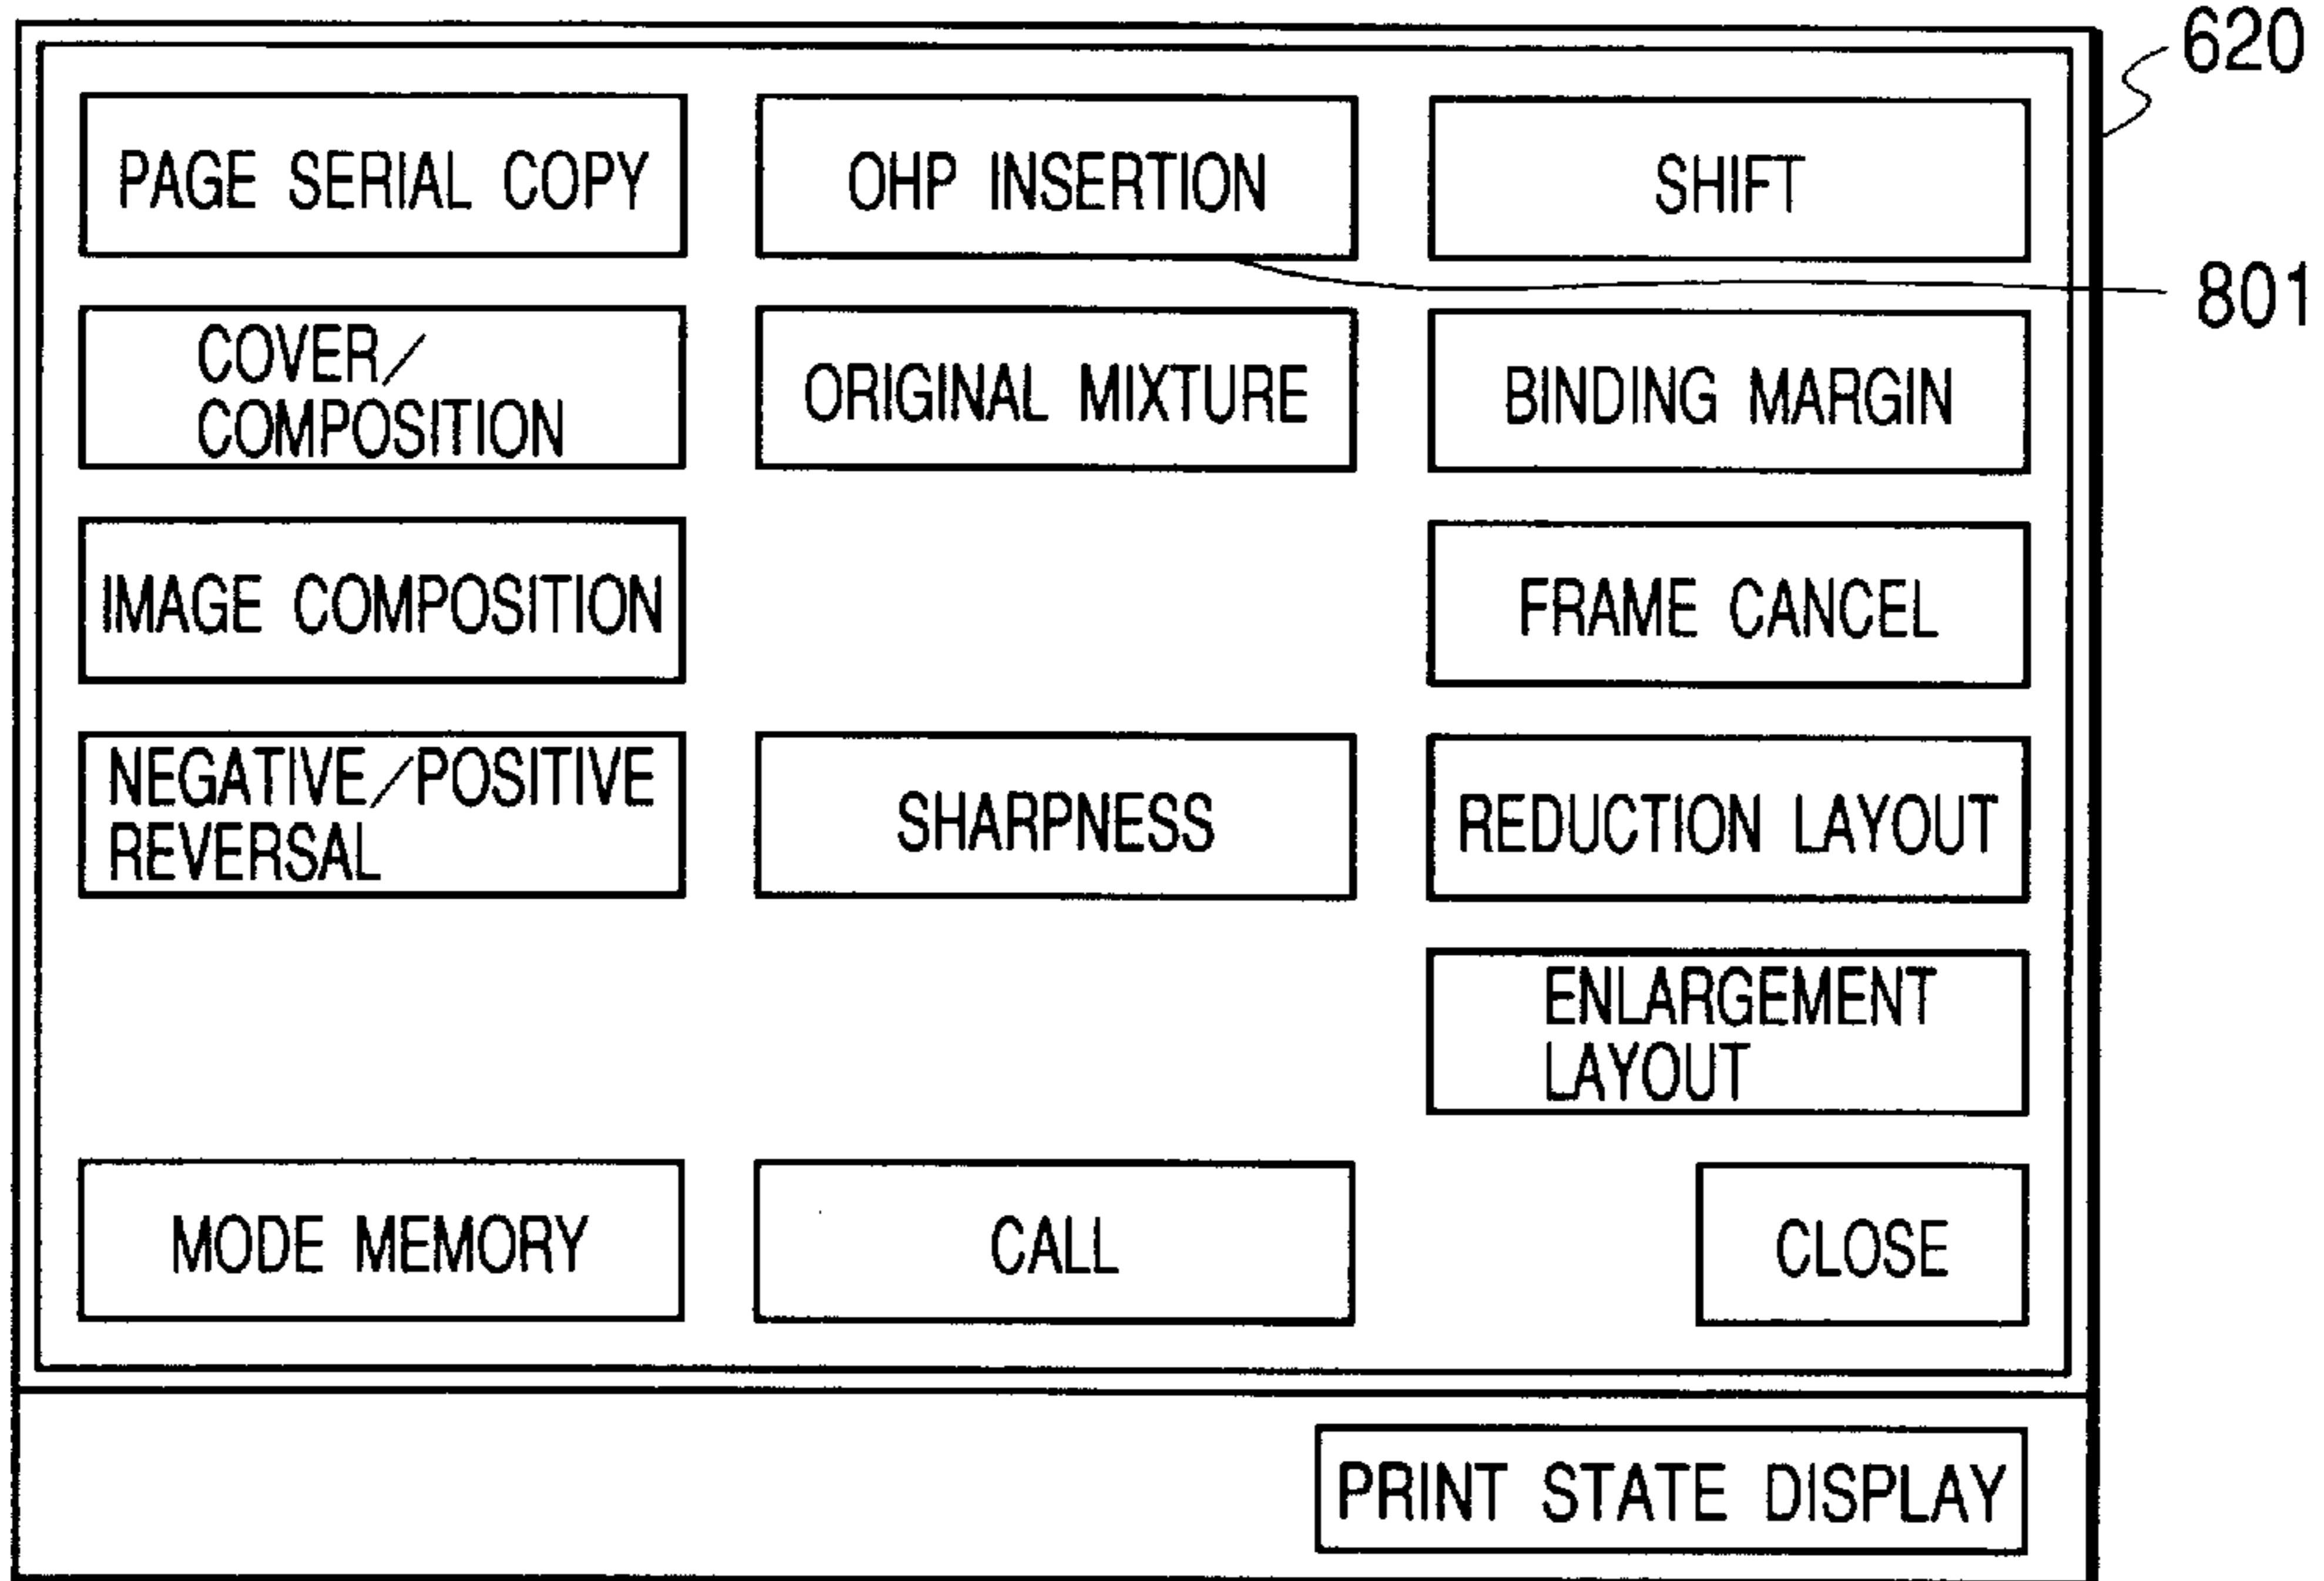 620
PAGE SERIAL COPY
OHP INSERTION
SHIFT
801
COVER/
COMPOSITION
ORIGINAL MIXTURE
BINDING MARGIN
IMAGE COMPOSITION
FRAME CANCEL
NEGATIVE/POSITIVE
REVERSAL
SHARPNESS
REDUCTION LAYOUT
ENLARGEMENT
LAYOUT
MODE MEMORY
CALL
CLOSE
PRINT STATE DISPLAY